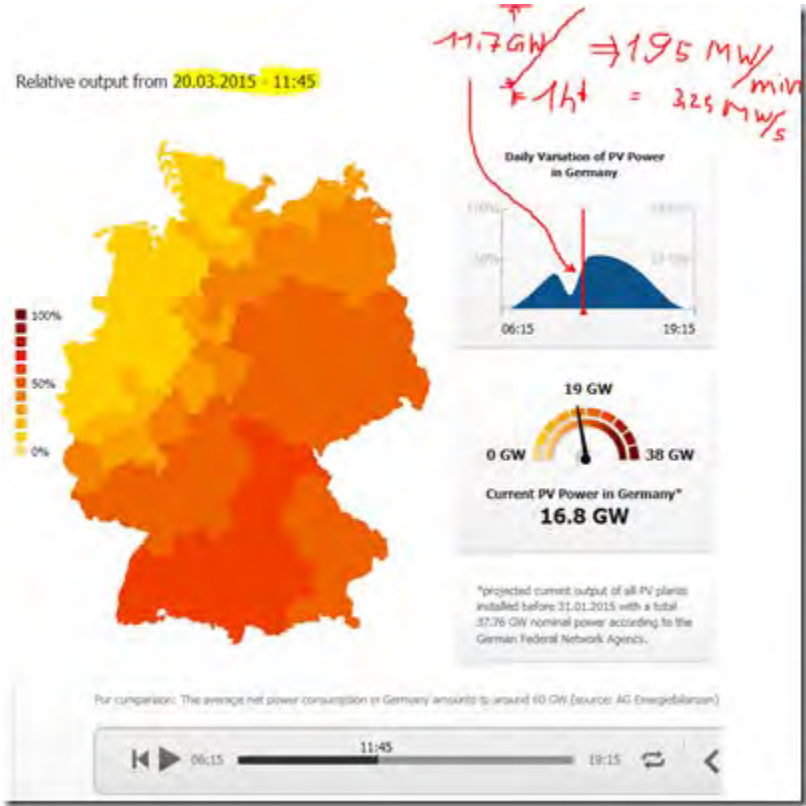 11,7 GW ⇒ 195 MW/min
1h = 3,25 MW/s
Relative output from 20.03.2015 - 11:45
Daily Variation of PV Power
in Germany
100%
50%
06:15 19:15
100%
50%
0%
19 GW
0 GW 38 GW
Current PV Power in Germany*
16.8 GW
*projected current output of all PV plants
installed before 31.01.2015 with a total
37.76 GW nominal power according to the
German Federal Network Agency.
For comparison: The average net power consumption in Germany amounts to around 60 GW (source: AG Energiebilanzen)
11:45
06:15 19:15